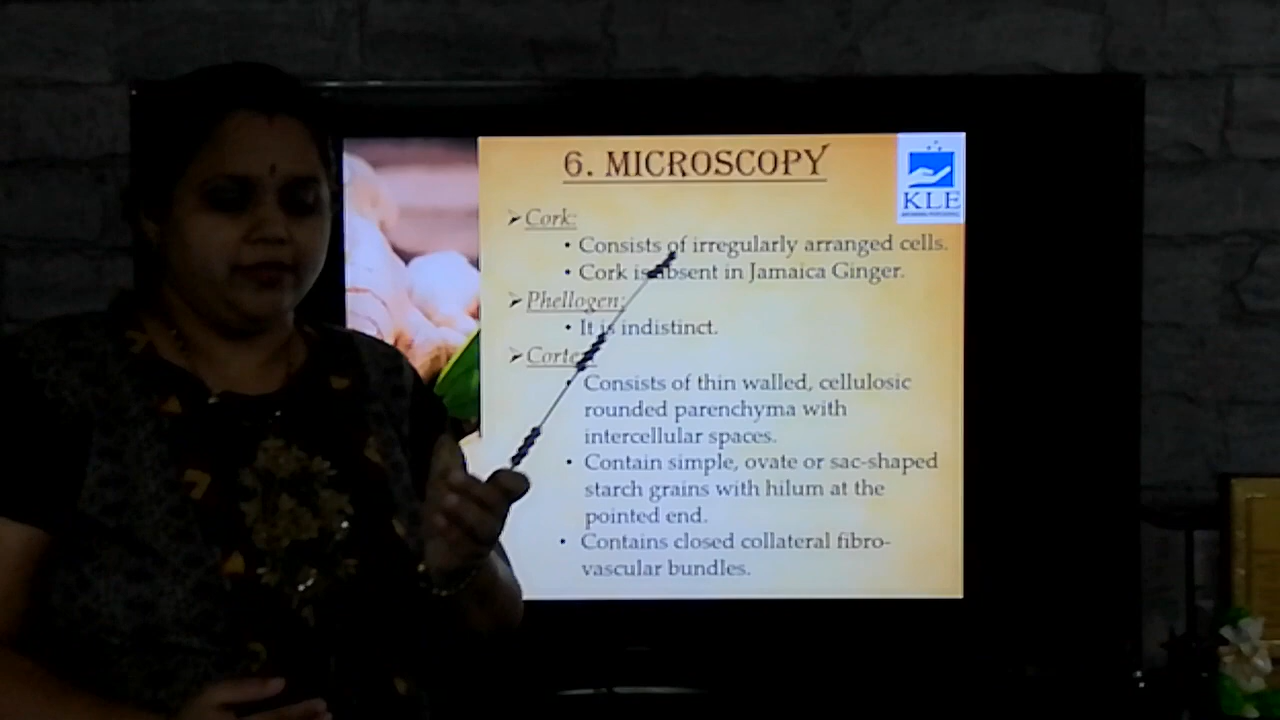 6. MICROSCOPY
KLE
➢ Cork:
• Consists of irregularly arranged cells.
• Cork is absent in Jamaica Ginger.
➢ Phellogen:
• It is indistinct.
➢ Cortex:
• Consists of thin walled, cellulosic
rounded parenchyma with
intercellular spaces.
• Contain simple, ovate or sac-shaped
starch grains with hilum at the
pointed end.
• Contains closed collateral fibro-
vascular bundles.